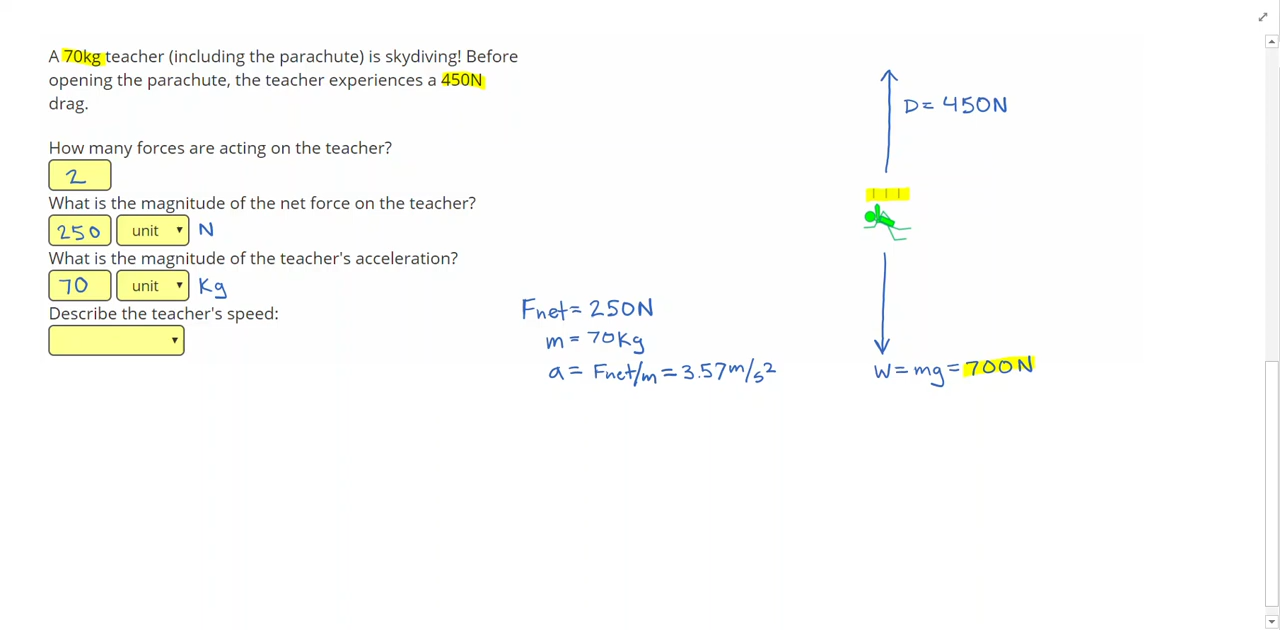 A 70kg teacher (including the parachute) is skydiving! Before
opening the parachute, the teacher experiences a 450N
drag.
D = 450N
How many forces are acting on the teacher?
2
What is the magnitude of the net force on the teacher?
250 unit N
What is the magnitude of the teacher's acceleration?
70 unit Kg
Describe the teacher's speed:
Fnet = 250N
m = 70Kg
a = Fnet/m = 3.57m/s²
W = mg = 700N